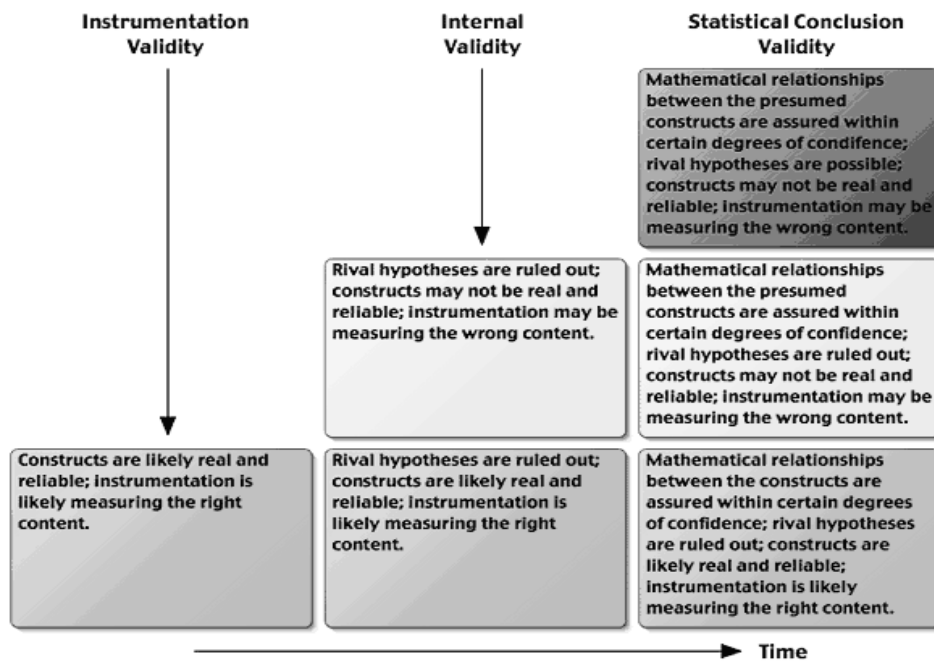 Instrumentation
Validity
Internal
Validity
Statistical Conclusion
Validity
Mathematical relationships
between the presumed
constructs are assured within
certain degrees of condifence;
rival hypotheses are possible;
constructs may not be real and
reliable; instrumentation may be
measuring the wrong content.
Rival hypotheses are ruled out;
constructs may not be real and
reliable; instrumentation may be
measuring the wrong content.
Mathematical relationships
between the presumed
constructs are assured within
certain degrees of confidence;
rival hypotheses are ruled out;
constructs may not be real and
reliable; instrumentation may be
measuring the wrong content.
Constructs are likely real and
reliable; instrumentation is
likely measuring the right
content.
Rival hypotheses are ruled out;
constructs are likely real and
reliable; instrumentation is
likely measuring the right
content.
Mathematical relationships
between the constructs are
assured within certain degrees
of confidence; rival hypotheses
are ruled out; constructs are
likely real and reliable;
instrumentation is likely
measuring the right content.
Time